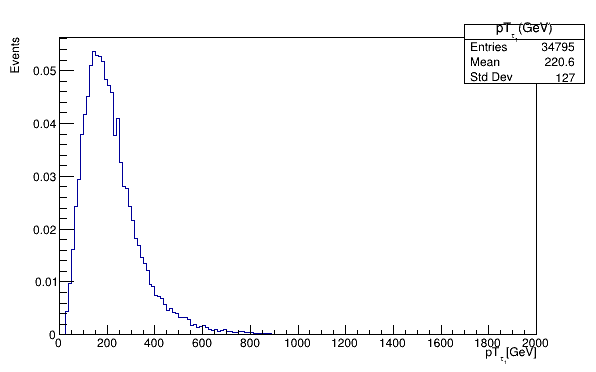 pT_τ₁(GeV)
Entries 34795
Mean 220.6
Std Dev 127
Events
0.05
0.04
0.03
0.02
0.01
0
0 200 400 600 800 1000 1200 1400 1600 1800 2000
pT_τ₁[GeV]